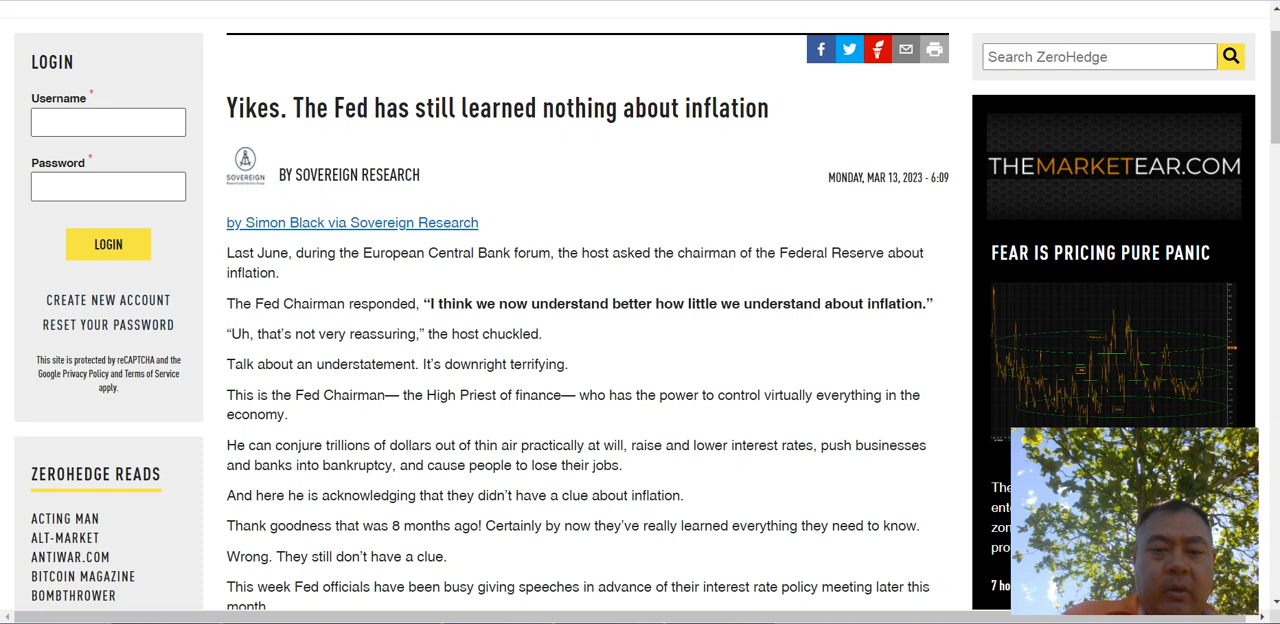 LOGIN
Username *
Password *
LOGIN
CREATE NEW ACCOUNT
RESET YOUR PASSWORD
This site is protected by reCAPTCHA and the
Google Privacy Policy and Terms of Service
apply.
ZEROHEDGE READS
ACTING MAN
ALT-MARKET
ANTIWAR.COM
BITCOIN MAGAZINE
BOMBTHROWER
Yikes. The Fed has still learned nothing about inflation
SOVEREIGN
BY SOVEREIGN RESEARCH
MONDAY, MAR 13, 2023 - 6:09
by Simon Black via Sovereign Research
Last June, during the European Central Bank forum, the host asked the chairman of the Federal Reserve about
inflation.
The Fed Chairman responded, “I think we now understand better how little we understand about inflation.”
“Uh, that’s not very reassuring,” the host chuckled.
Talk about an understatement. It’s downright terrifying.
This is the Fed Chairman— the High Priest of finance— who has the power to control virtually everything in the
economy.
He can conjure trillions of dollars out of thin air practically at will, raise and lower interest rates, push businesses
and banks into bankruptcy, and cause people to lose their jobs.
And here he is acknowledging that they didn’t have a clue about inflation.
Thank goodness that was 8 months ago! Certainly by now they’ve really learned everything they need to know.
Wrong. They still don’t have a clue.
This week Fed officials have been busy giving speeches in advance of their interest rate policy meeting later this
month.
Search ZeroHedge
THEMARKETEAR.COM
FEAR IS PRICING PURE PANIC